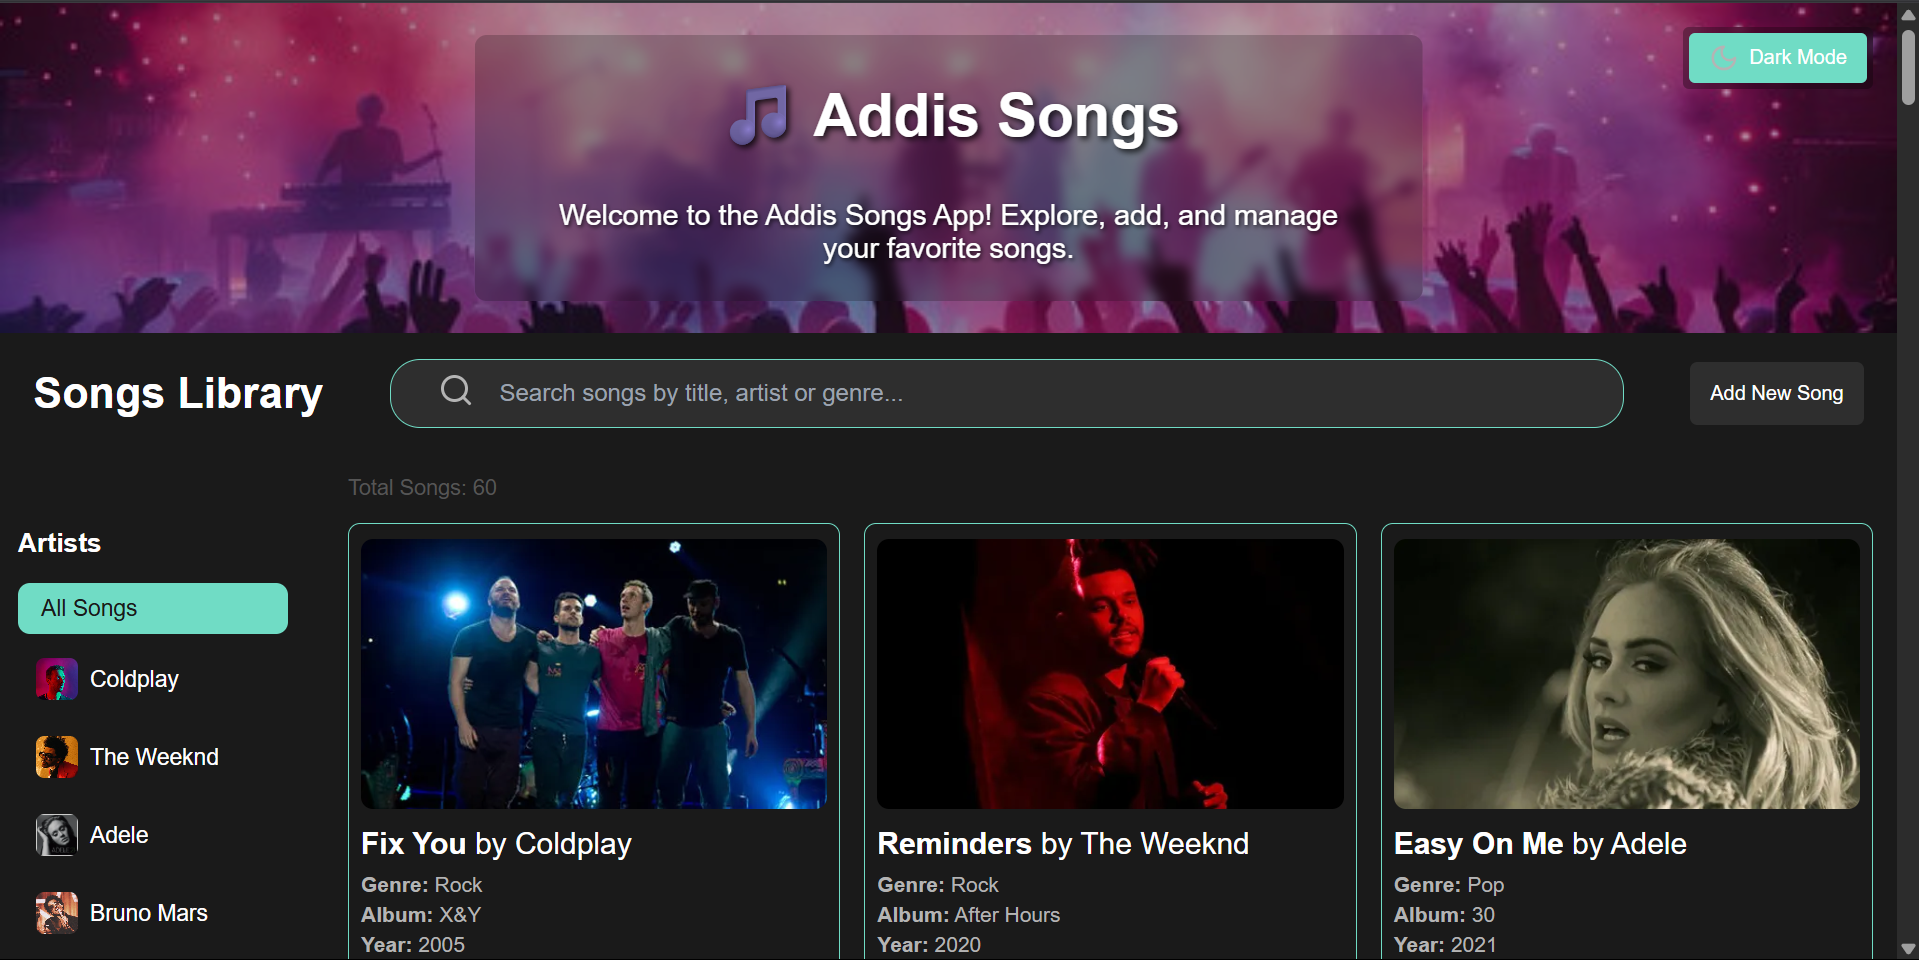 Dark Mode
🎵 Addis Songs
Welcome to the Addis Songs App! Explore, add, and manage
your favorite songs.
Songs Library
Search songs by title, artist or genre...
Add New Song
Total Songs: 60
Artists
All Songs
Coldplay
The Weeknd
Adele
Bruno Mars
Fix You by Coldplay
Genre: Rock
Album: X&Y
Year: 2005
Reminders by The Weeknd
Genre: Rock
Album: After Hours
Year: 2020
Easy On Me by Adele
Genre: Pop
Album: 30
Year: 2021